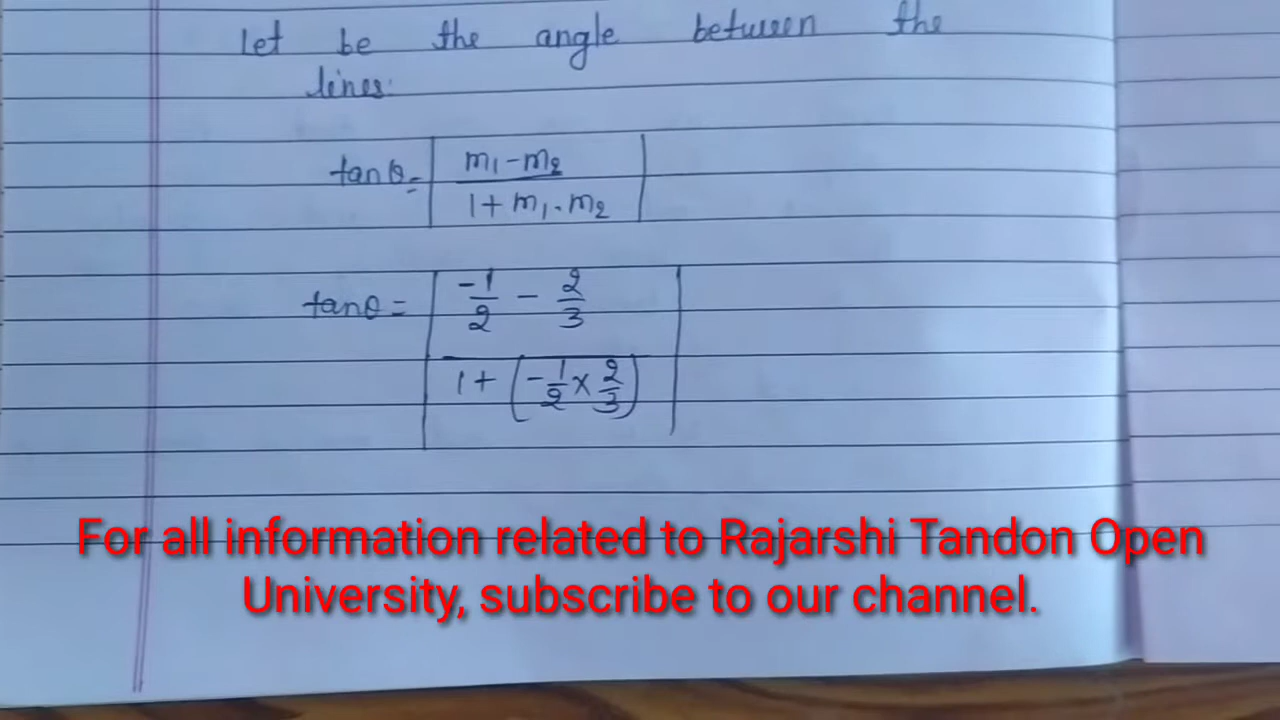 Let be the angle between the
lines:
tanθ = | m₁ - m₂ / 1 + m₁ . m₂ |
tanθ = | -1/2 - 2/3 / 1 + (-1/2 × 2/3) |
For all information related to Rajarshi Tandon Open
University, subscribe to our channel.